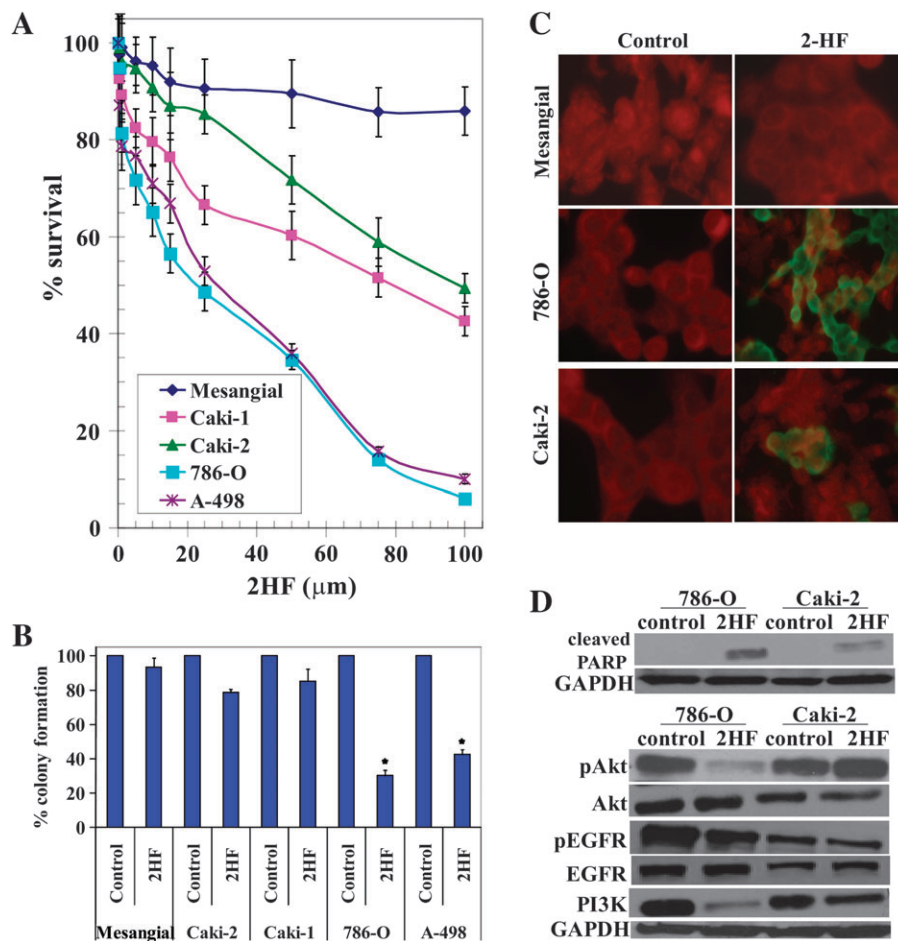 A
100
80
60
40
20
0
% survival
Mesangial
Caki-1
Caki-2
786-O
A-498
0 20 40 60 80 100
2HF (μm)
B
100
80
60
40
20
0
% colony formation
* *
Control 2HF Control 2HF Control 2HF Control 2HF Control 2HF
Mesangial Caki-2 Caki-1 786-O A-498
C
Control 2-HF
Mesangial
786-O
Caki-2
D
786-O Caki-2
control 2HF control 2HF
cleaved
PARP
GAPDH
786-O Caki-2
control 2HF control 2HF
pAkt
Akt
pEGFR
EGFR
PI3K
GAPDH